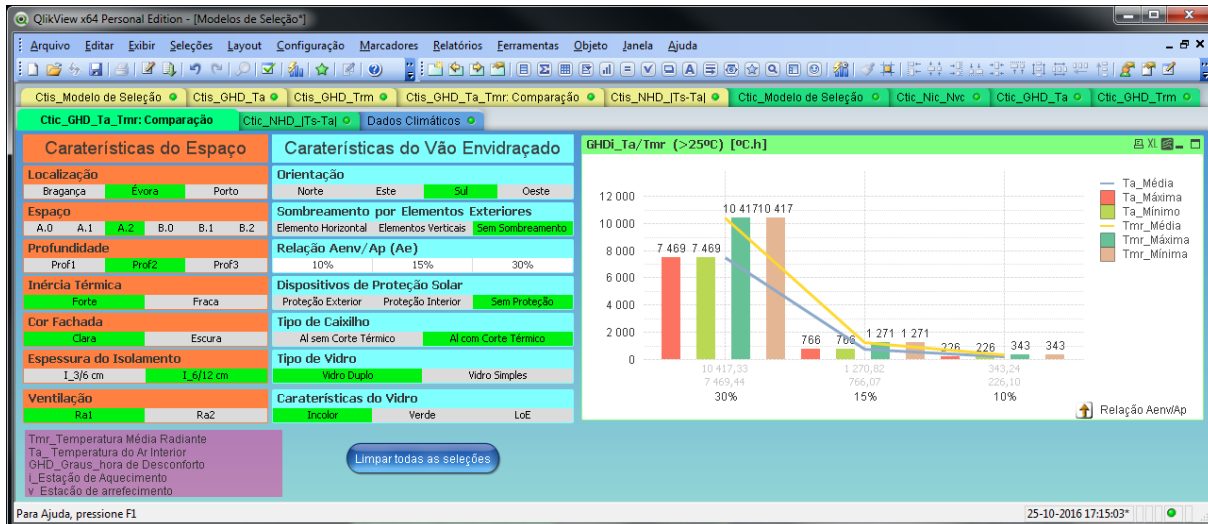 QlikView x64 Personal Edition - [Modelos de Seleção*]
Arquivo Editar Exibir Seleções Layout Configuração Marcadores Relatórios Ferramentas Objeto Janela Ajuda
Ctis_Modelo de Seleção Ctis_GHD_Ta Ctis_GHD_Trm Ctis_GHD_Ta_Tmr: Comparação Ctis_NHD_|Ts-Ta| Ctic_Modelo de Seleção Ctic_Nic_Nvc Ctic_GHD_Ta Ctic_GHD_Trm
Ctic_GHD_Ta_Tmr: Comparação Ctic_NHD_|Ts-Ta| Dados Climáticos
Caraterísticas do Espaço
Localização
Bragança Évora Porto
Espaço
A.0 A.1 A.2 B.0 B.1 B.2
Profundidade
Prof1 Prof2 Prof3
Inércia Térmica
Forte Fraca
Cor Fachada
Clara Escura
Espessura do Isolamento
I_3/6 cm I_6/12 cm
Ventilação
Ra1 Ra2
Caraterísticas do Vão Envidraçado
Orientação
Norte Este Sul Oeste
Sombreamento por Elementos Exteriores
Elemento Horizontal Elementos Verticais Sem Sombreamento
Relação Aenv/Ap (Ae)
10% 15% 30%
Dispositivos de Proteção Solar
Proteção Exterior Proteção Interior Sem Proteção
Tipo de Caixilho
Al sem Corte Térmico Al com Corte Térmico
Tipo de Vidro
Vidro Duplo Vidro Simples
Caraterísticas do Vidro
Incolor Verde LoE
GHDi_Ta/Tmr (>25ºC) [ºC.h]
XL
12 000
10 000
8 000
6 000
4 000
2 000
0
7 469 7 469 10 417 10 417
766 766 1 271 1 271
226 226 343 343
10 417,33 1 270,82 343,24
7 469,44 766,07 226,10
30% 15% 10%
Relação Aenv/Ap
Ta_Média
Ta_Máxima
Ta_Mínimo
Tmr_Média
Tmr_Máxima
Tmr_Mínima
Tmr_Temperatura Média Radiante
Ta_ Temperatura do Ar Interior
GHD_Graus_hora de Desconforto
i_Estação de Aquecimento
v_Estação de arrefecimento
Limpar todas as seleções
Para Ajuda, pressione F1
25-10-2016 17:15:03*